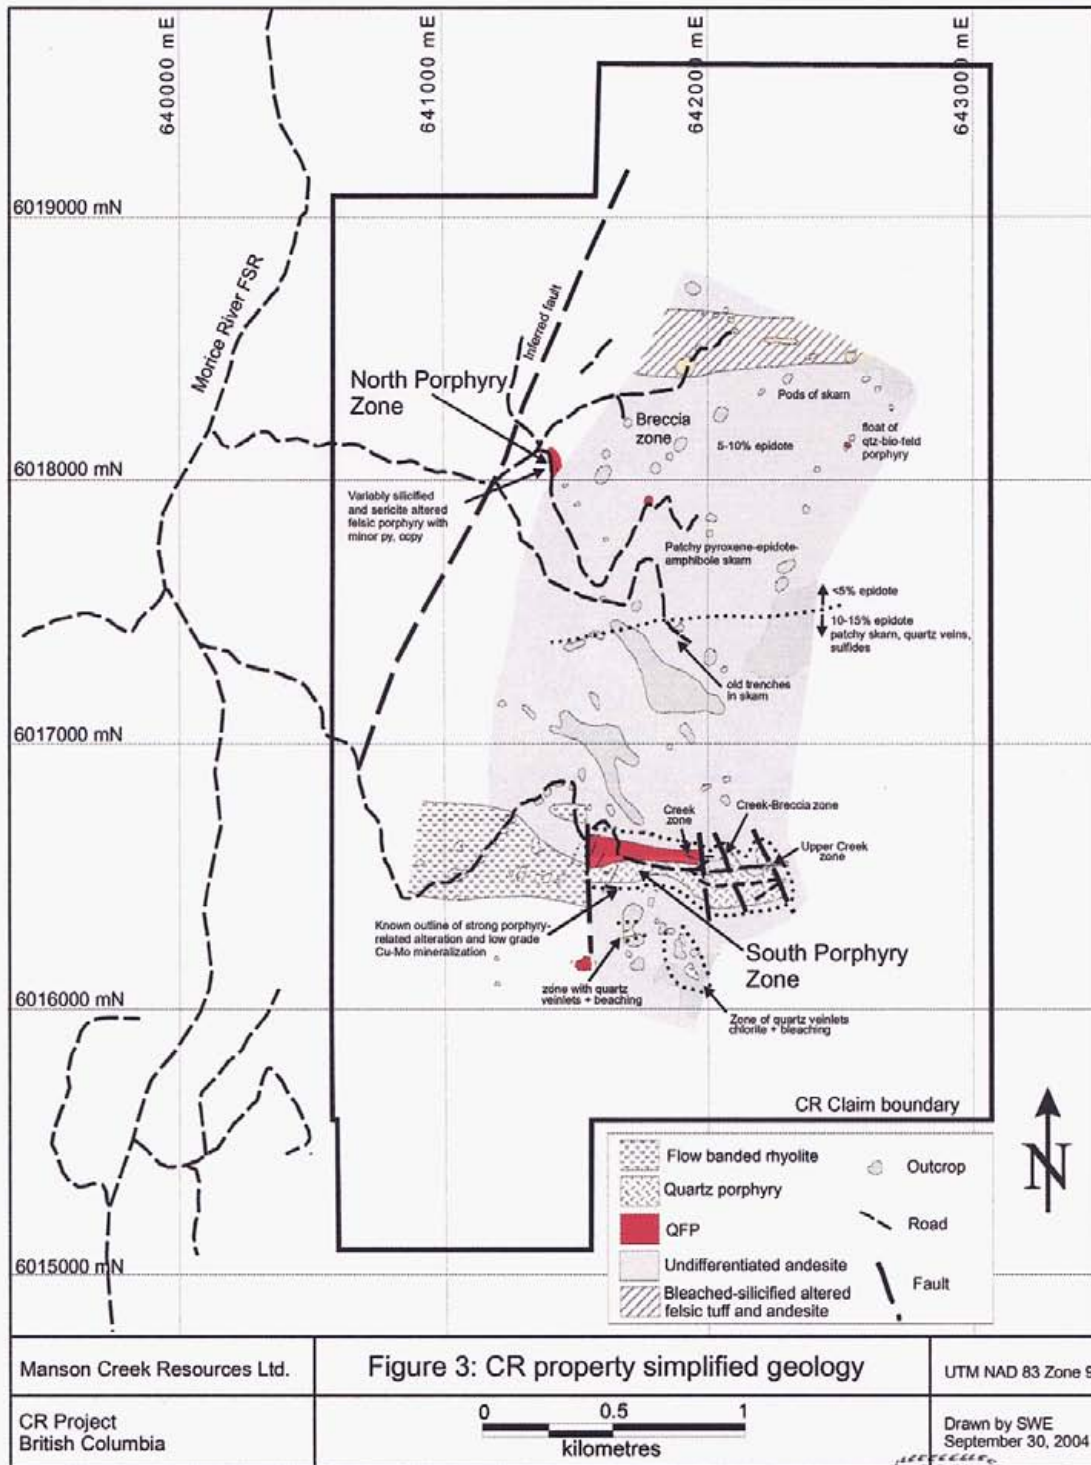 640000 mE
641000 mE
642000 mE
643000 mE
6019000 mN
Morice River FSR
Inferred fault
North Porphyry
Zone
Pods of skarn
Breccia
zone
5-10% epidote
float of
qtz-bio-feld
porphyry
6018000 mN
Variably silicified
and sericite altered
felsic porphyry with
minor py, copy
Patchy pyroxene-epidote-
amphibole skarn
<5% epidote
10-15% epidote
patchy skarn, quartz veins,
sulfides
old trenches
in skarn
6017000 mN
Creek
zone
Creek-Breccia zone
Upper Creek
zone
Known outline of strong porphyry-
related alteration and low grade
Cu-Mo mineralization
South Porphyry
Zone
zone with quartz
veinlets + beaching
6016000 mN
Zone of quartz veinlets
chlorite + bleaching
CR Claim boundary
N
Flow banded rhyolite
Quartz porphyry
QFP
Undifferentiated andesite
Bleached-silicified altered
felsic tuff and andesite
Outcrop
Road
Fault
6015000 mN
Manson Creek Resources Ltd.
Figure 3: CR property simplified geology
UTM NAD 83 Zone 9
CR Project
British Columbia
0 0.5 1
kilometres
Drawn by SWE
September 30, 2004